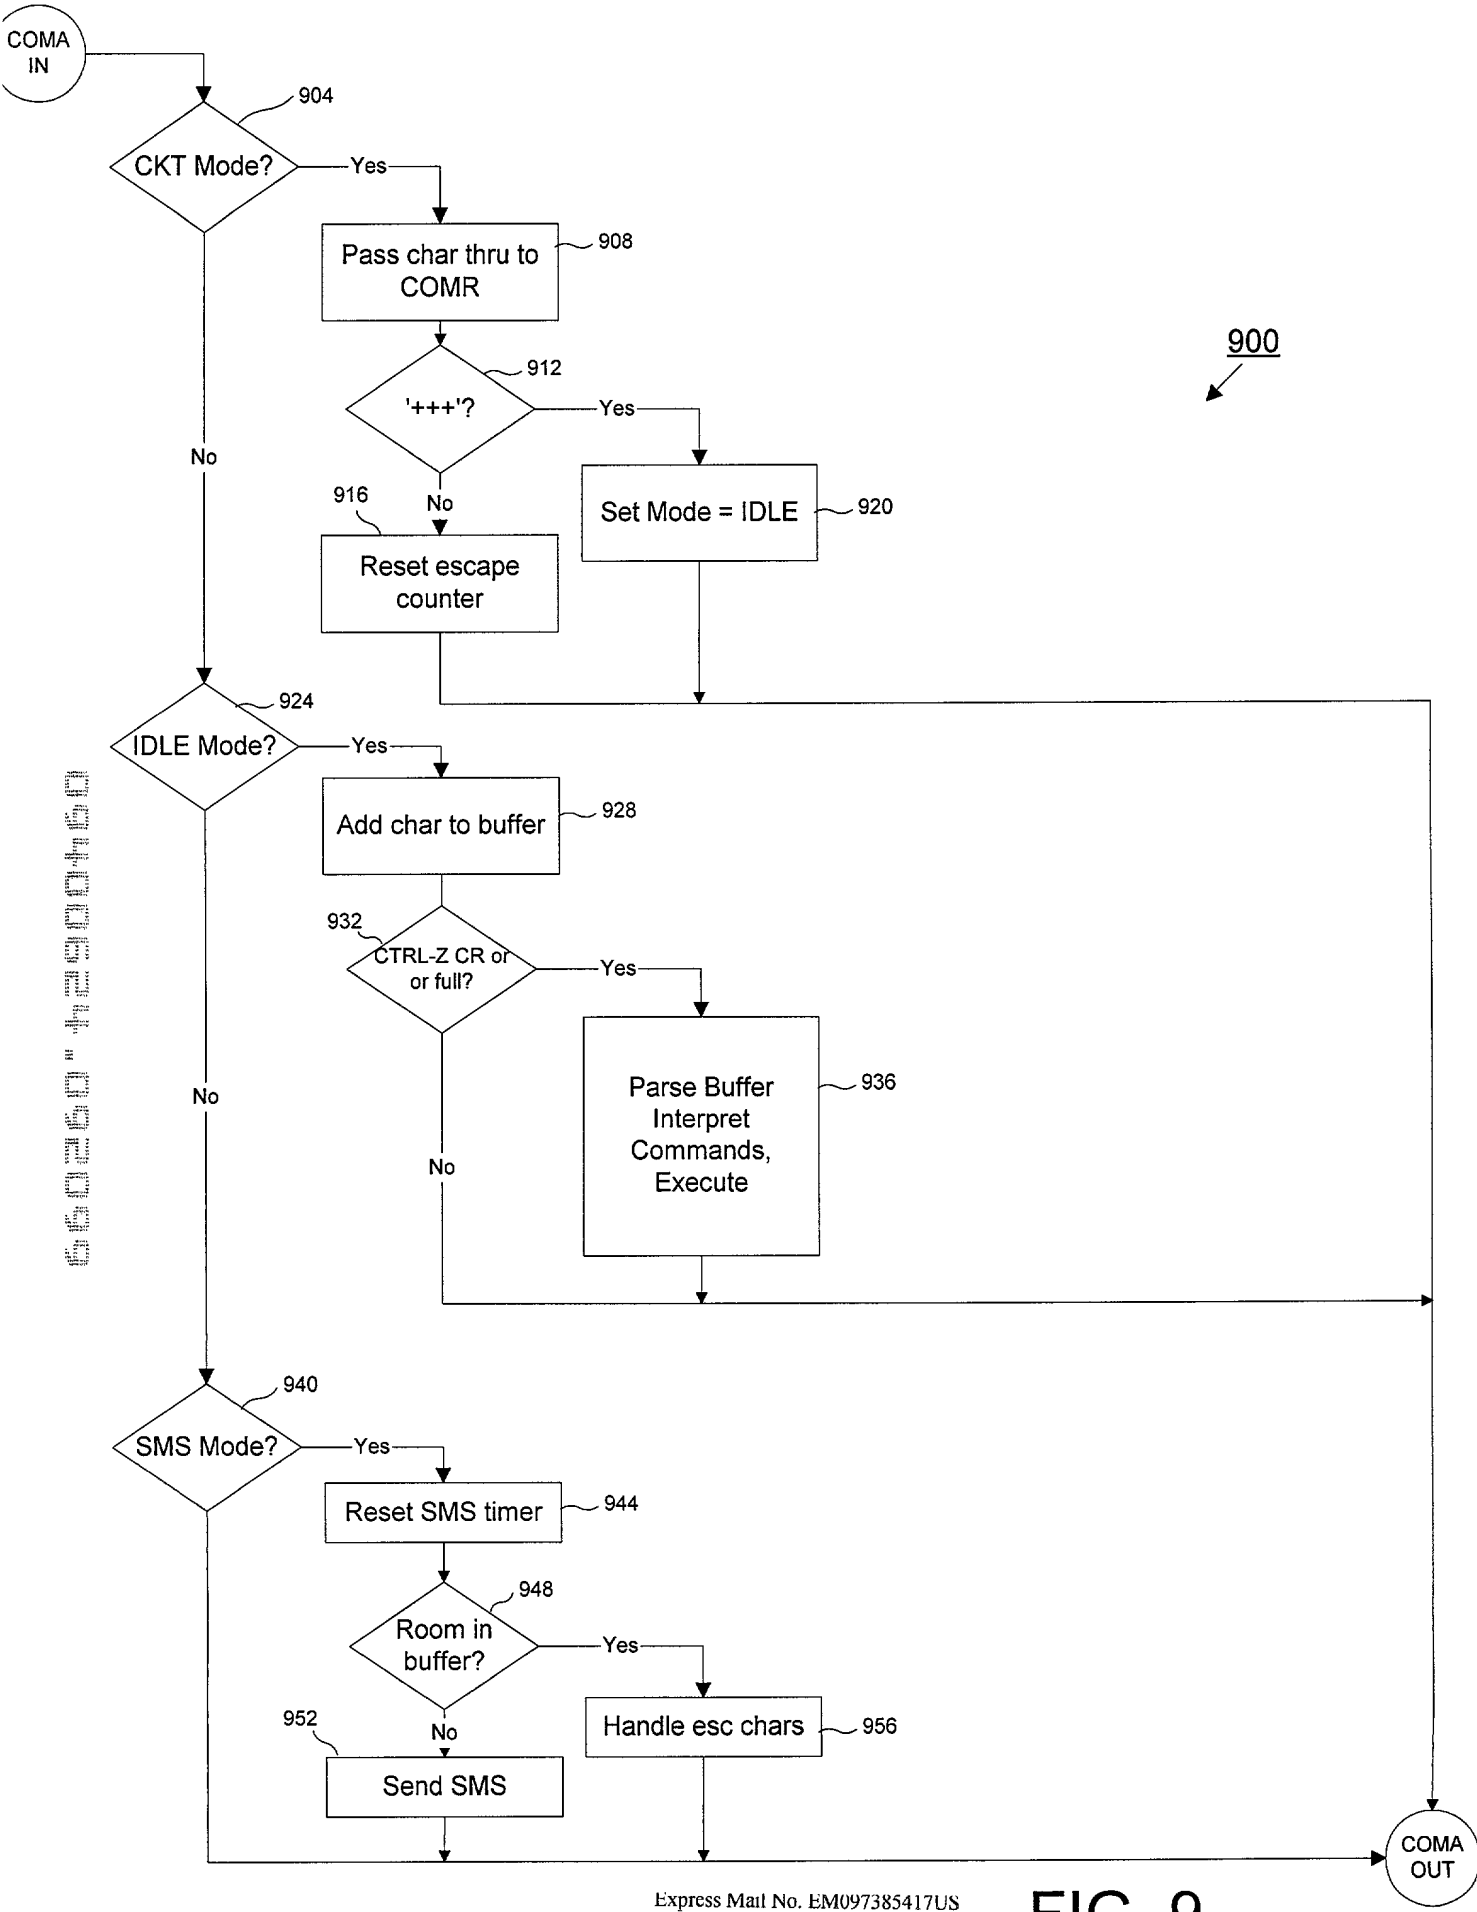 COMA
IN
904
CKT Mode?
Yes
Pass char thru to
COMR
908
912
'+++'?
Yes
900
No
No
916
Set Mode = IDLE
920
Reset escape
counter
924
IDLE Mode?
Yes
Add char to buffer
928
932
CTRL-Z CR or
or full?
Yes
Parse Buffer
Interpret
Commands,
Execute
936
No
No
940
SMS Mode?
Yes
Reset SMS timer
944
948
Room in
buffer?
Yes
952
No
Handle esc chars
956
Send SMS
COMA
OUT
Express Mail No. EM097385417US
FIG. 9